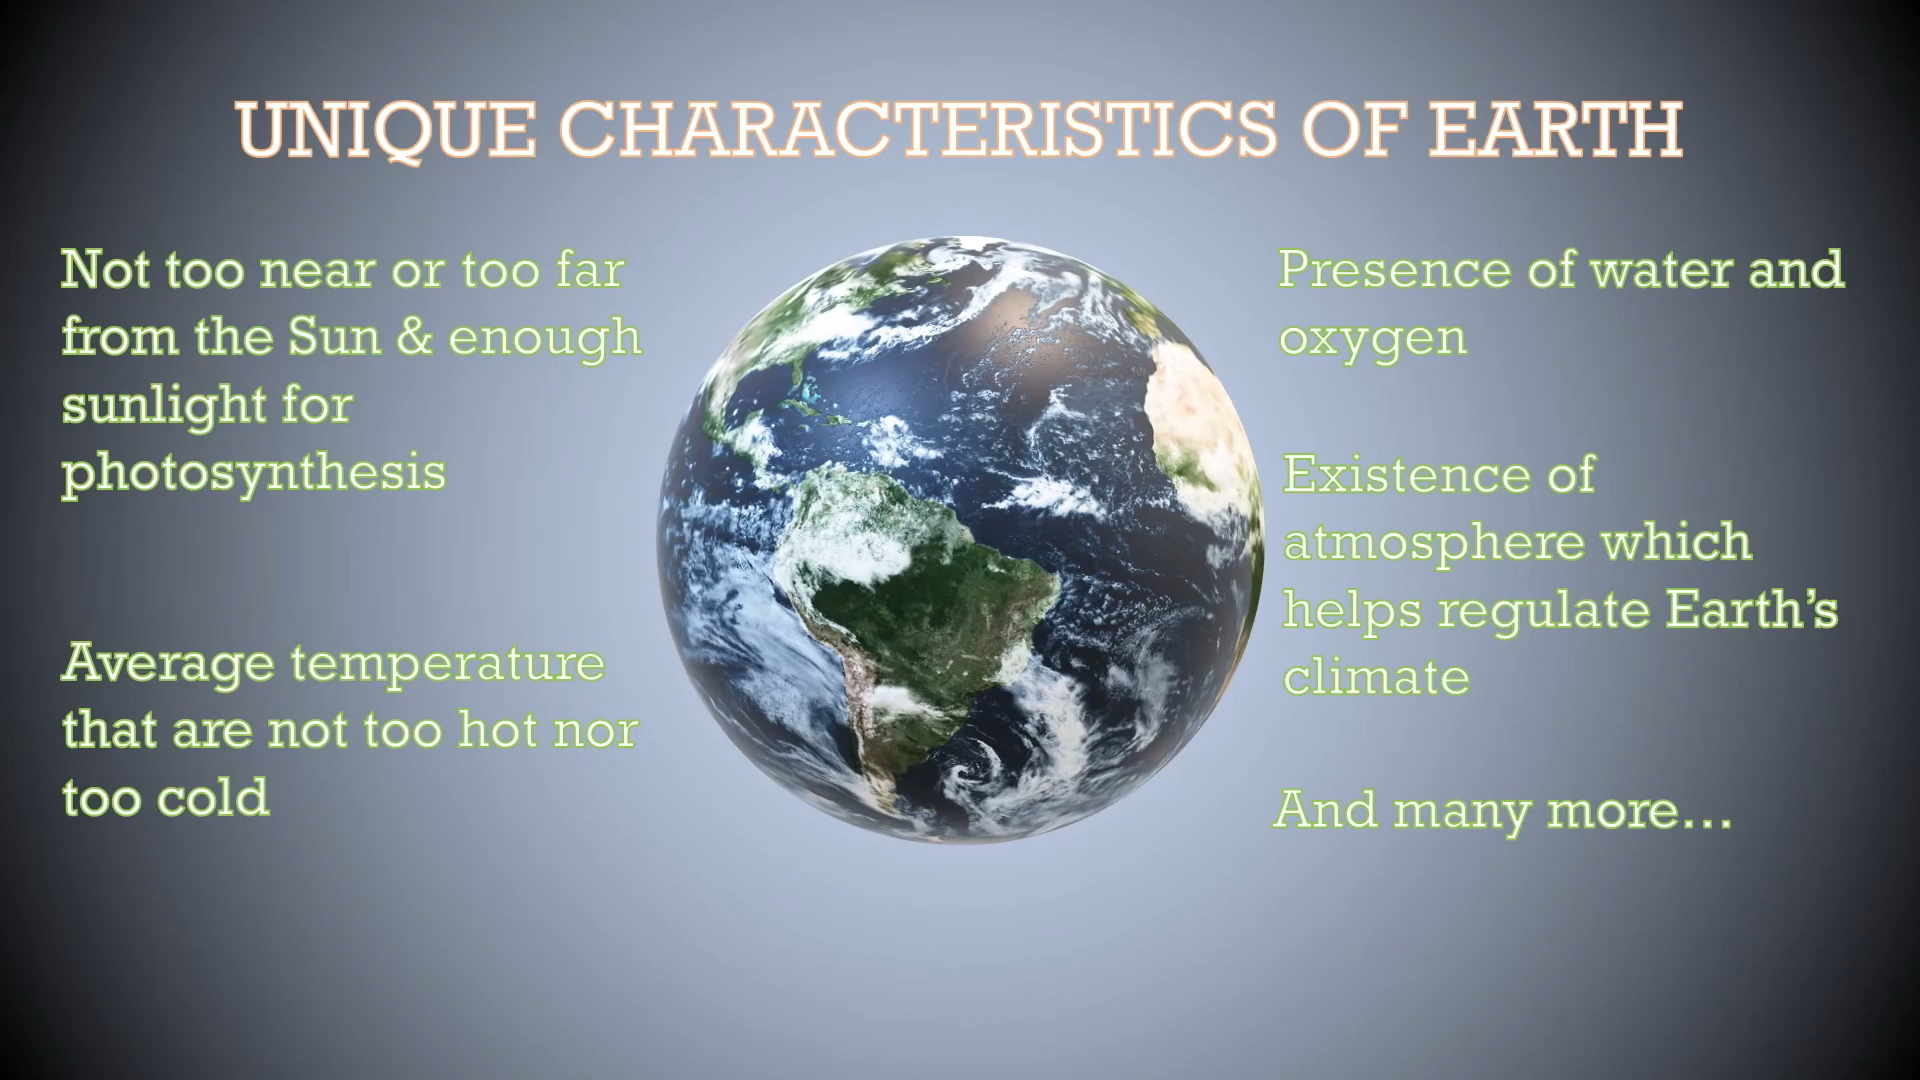 UNIQUE CHARACTERISTICS OF EARTH
Not too near or too far
from the Sun & enough
sunlight for
photosynthesis
Average temperature
that are not too hot nor
too cold
Presence of water and
oxygen
Existence of
atmosphere which
helps regulate Earth’s
climate
And many more…